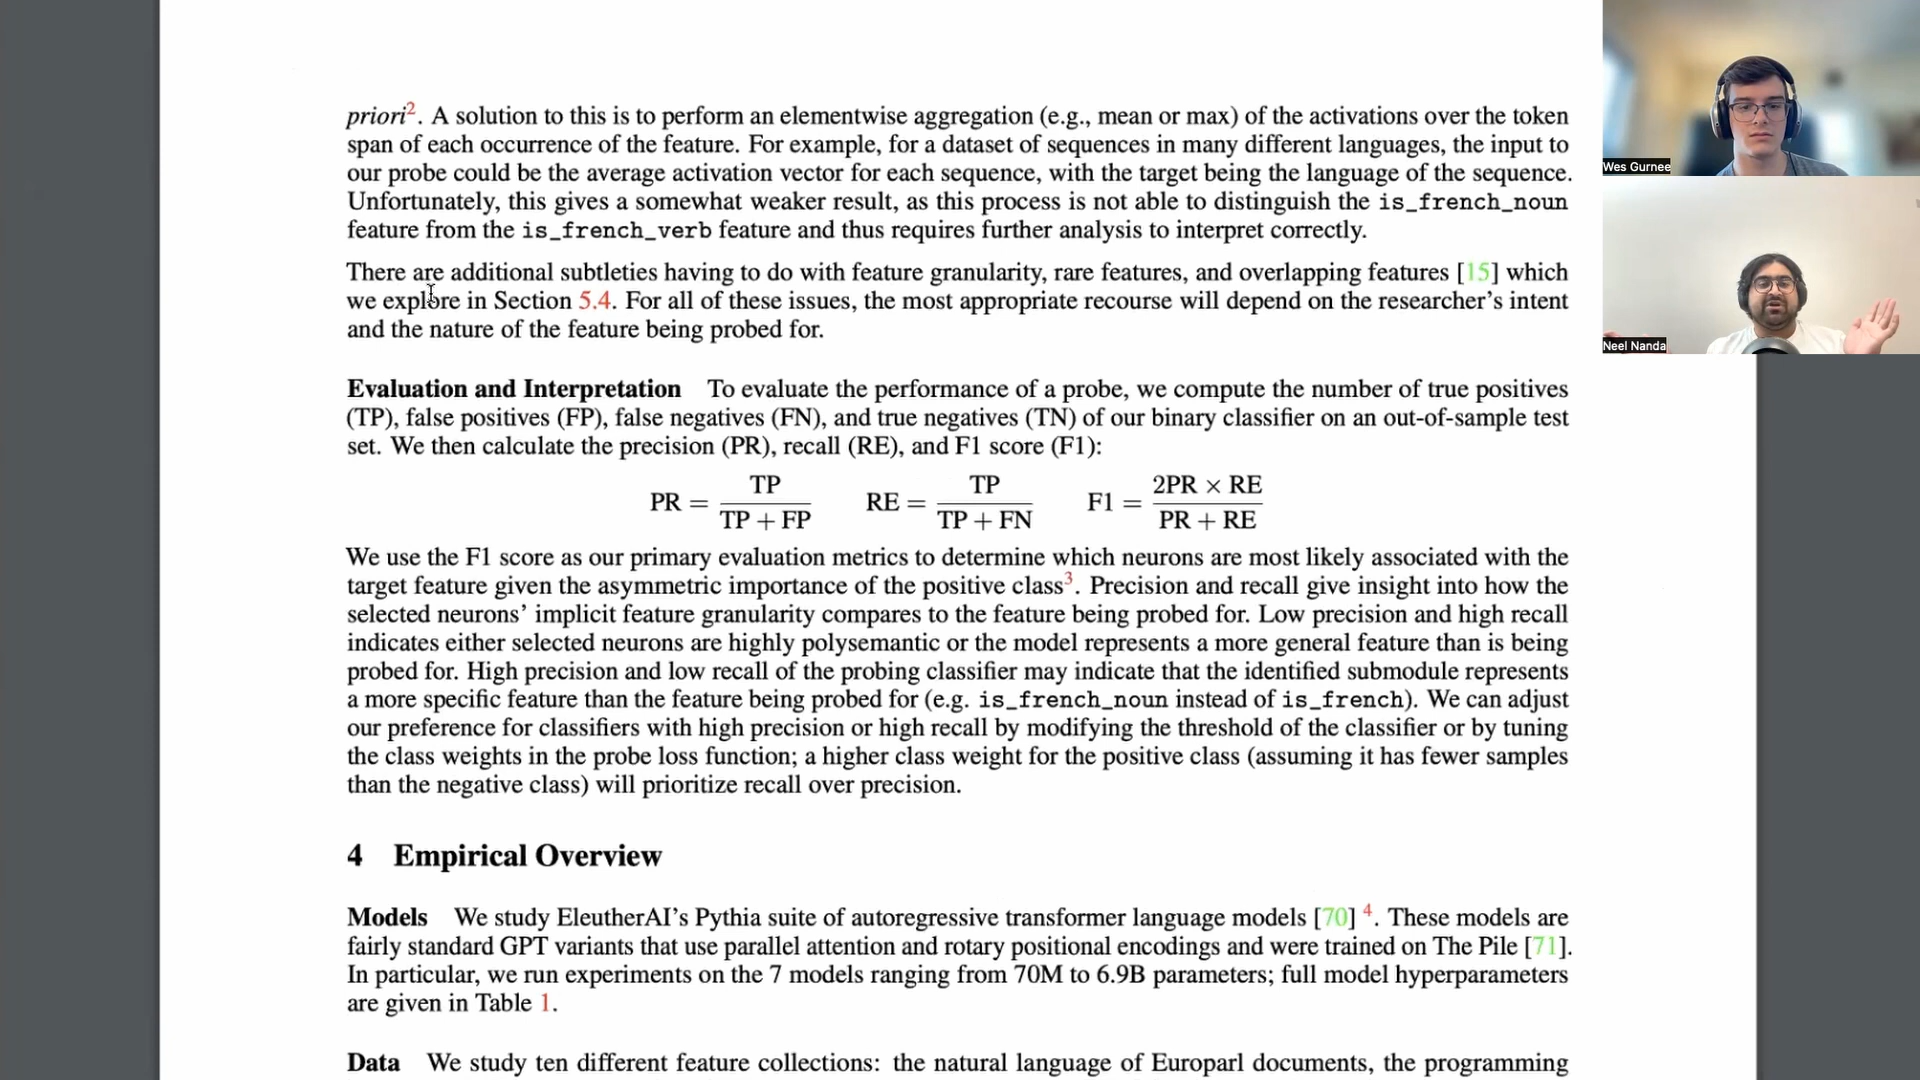 priori². A solution to this is to perform an elementwise aggregation (e.g., mean or max) of the activations over the token
span of each occurrence of the feature. For example, for a dataset of sequences in many different languages, the input to
our probe could be the average activation vector for each sequence, with the target being the language of the sequence.
Unfortunately, this gives a somewhat weaker result, as this process is not able to distinguish the is_french_noun
feature from the is_french_verb feature and thus requires further analysis to interpret correctly.
There are additional subtleties having to do with feature granularity, rare features, and overlapping features [15] which
we explore in Section 5.4. For all of these issues, the most appropriate recourse will depend on the researcher's intent
and the nature of the feature being probed for.
Evaluation and Interpretation To evaluate the performance of a probe, we compute the number of true positives
(TP), false positives (FP), false negatives (FN), and true negatives (TN) of our binary classifier on an out-of-sample test
set. We then calculate the precision (PR), recall (RE), and F1 score (F1):
PR = TP / (TP + FP) RE = TP / (TP + FN) F1 = 2PR × RE / (PR + RE)
We use the F1 score as our primary evaluation metrics to determine which neurons are most likely associated with the
target feature given the asymmetric importance of the positive class³. Precision and recall give insight into how the
selected neurons' implicit feature granularity compares to the feature being probed for. Low precision and high recall
indicates either selected neurons are highly polysemantic or the model represents a more general feature than is being
probed for. High precision and low recall of the probing classifier may indicate that the identified submodule represents
a more specific feature than the feature being probed for (e.g. is_french_noun instead of is_french). We can adjust
our preference for classifiers with high precision or high recall by modifying the threshold of the classifier or by tuning
the class weights in the probe loss function; a higher class weight for the positive class (assuming it has fewer samples
than the negative class) will prioritize recall over precision.
4 Empirical Overview
Models We study EleutherAI's Pythia suite of autoregressive transformer language models [70] ⁴. These models are
fairly standard GPT variants that use parallel attention and rotary positional encodings and were trained on The Pile [71].
In particular, we run experiments on the 7 models ranging from 70M to 6.9B parameters; full model hyperparameters
are given in Table 1.
Data We study ten different feature collections: the natural language of Europarl documents, the programming
Wes Gurnee
Neel Nanda